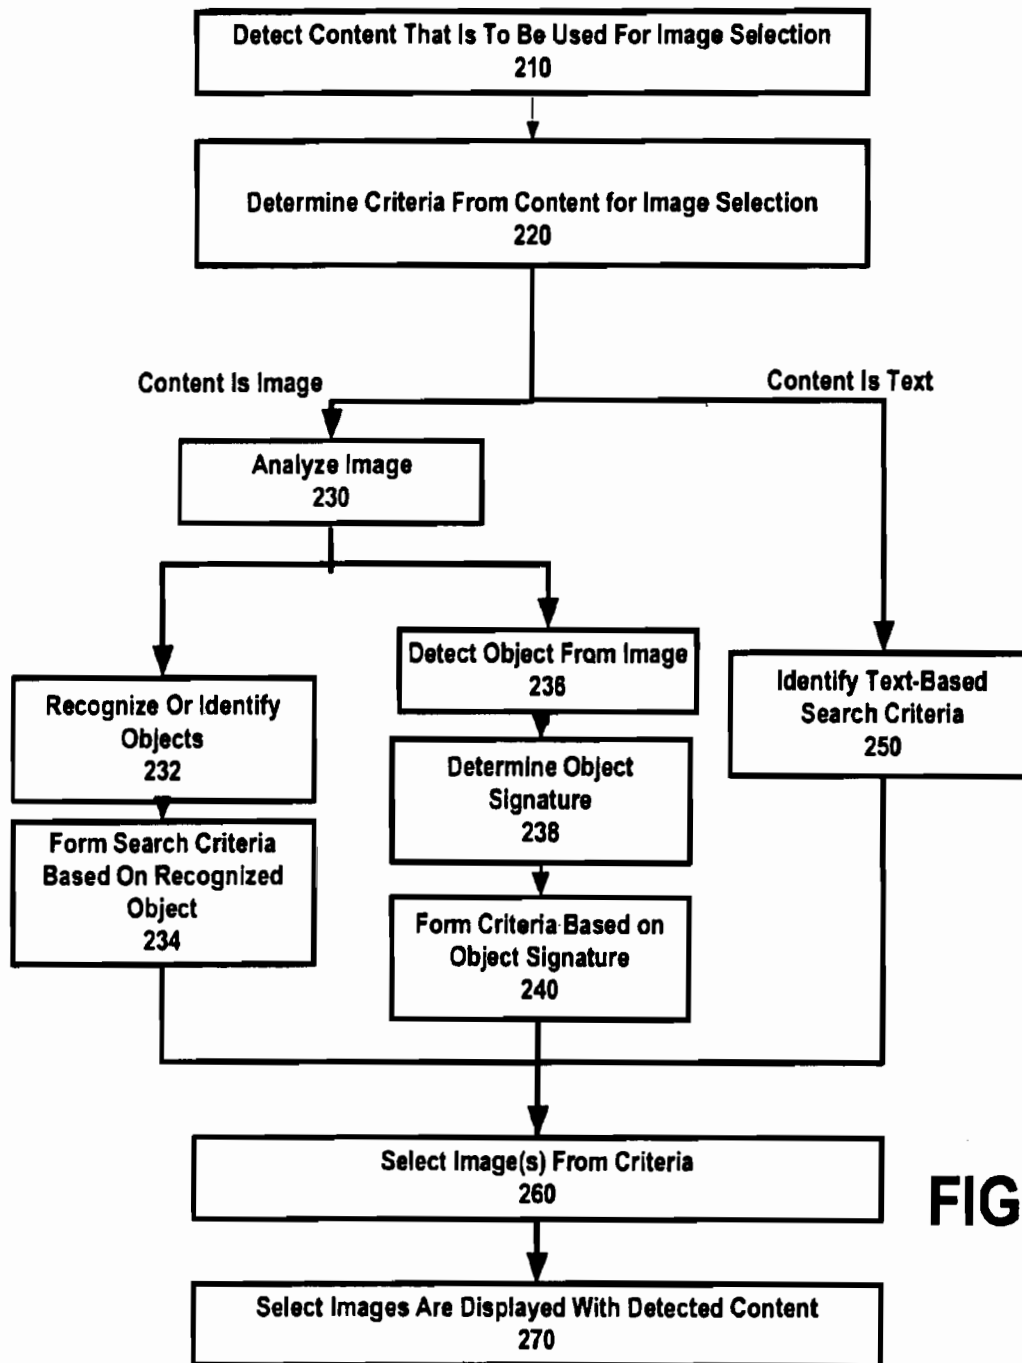 Detect Content That Is To Be Used For Image Selection
210
Determine Criteria From Content for Image Selection
220
Content Is Image
Content Is Text
Analyze Image
230
Detect Object From Image
236
Recognize Or Identify
Objects
232
Identify Text-Based
Search Criteria
250
Determine Object
Signature
238
Form Search Criteria
Based On Recognized
Object
234
Form Criteria Based on
Object Signature
240
Select Image(s) From Criteria
260
FIG
Select Images Are Displayed With Detected Content
270